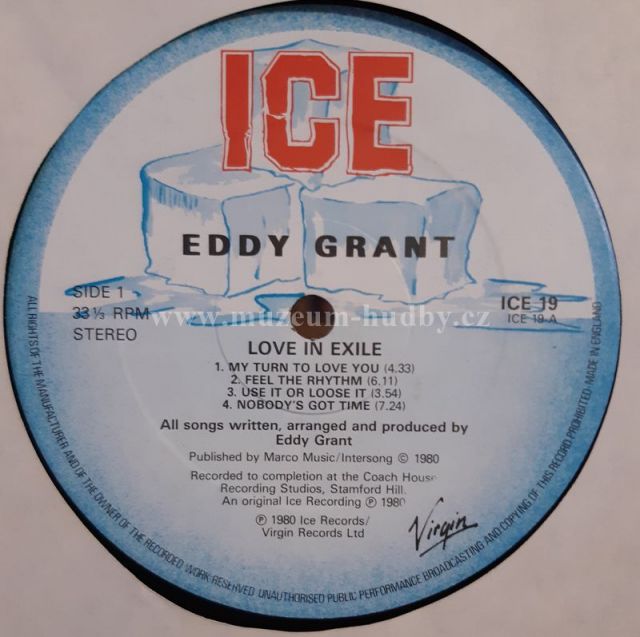 ICE
EDDY GRANT
SIDE 1
33⅓ RPM
STEREO
ICE 19
ICE 19-A
www.muzeum-hudby.cz
LOVE IN EXILE
1. MY TURN TO LOVE YOU (4.33)
2. FEEL THE RHYTHM (6.11)
3. USE IT OR LOOSE IT (3.54)
4. NOBODY'S GOT TIME (7.24)
All songs written, arranged and produced by
Eddy Grant
Published by Marco Music/Intersong © 1980
Recorded to completion at the Coach House
Recording Studios, Stamford Hill.
An original Ice Recording ℗ 1980
℗ 1980 Ice Records/
Virgin Records Ltd
Virgin
ALL RIGHTS OF THE MANUFACTURER AND OF THE OWNER OF THE RECORDED WORK RESERVED. UNAUTHORISED PUBLIC PERFORMANCE BROADCASTING AND COPYING OF THIS RECORD PROHIBITED. MADE IN ENGLAND